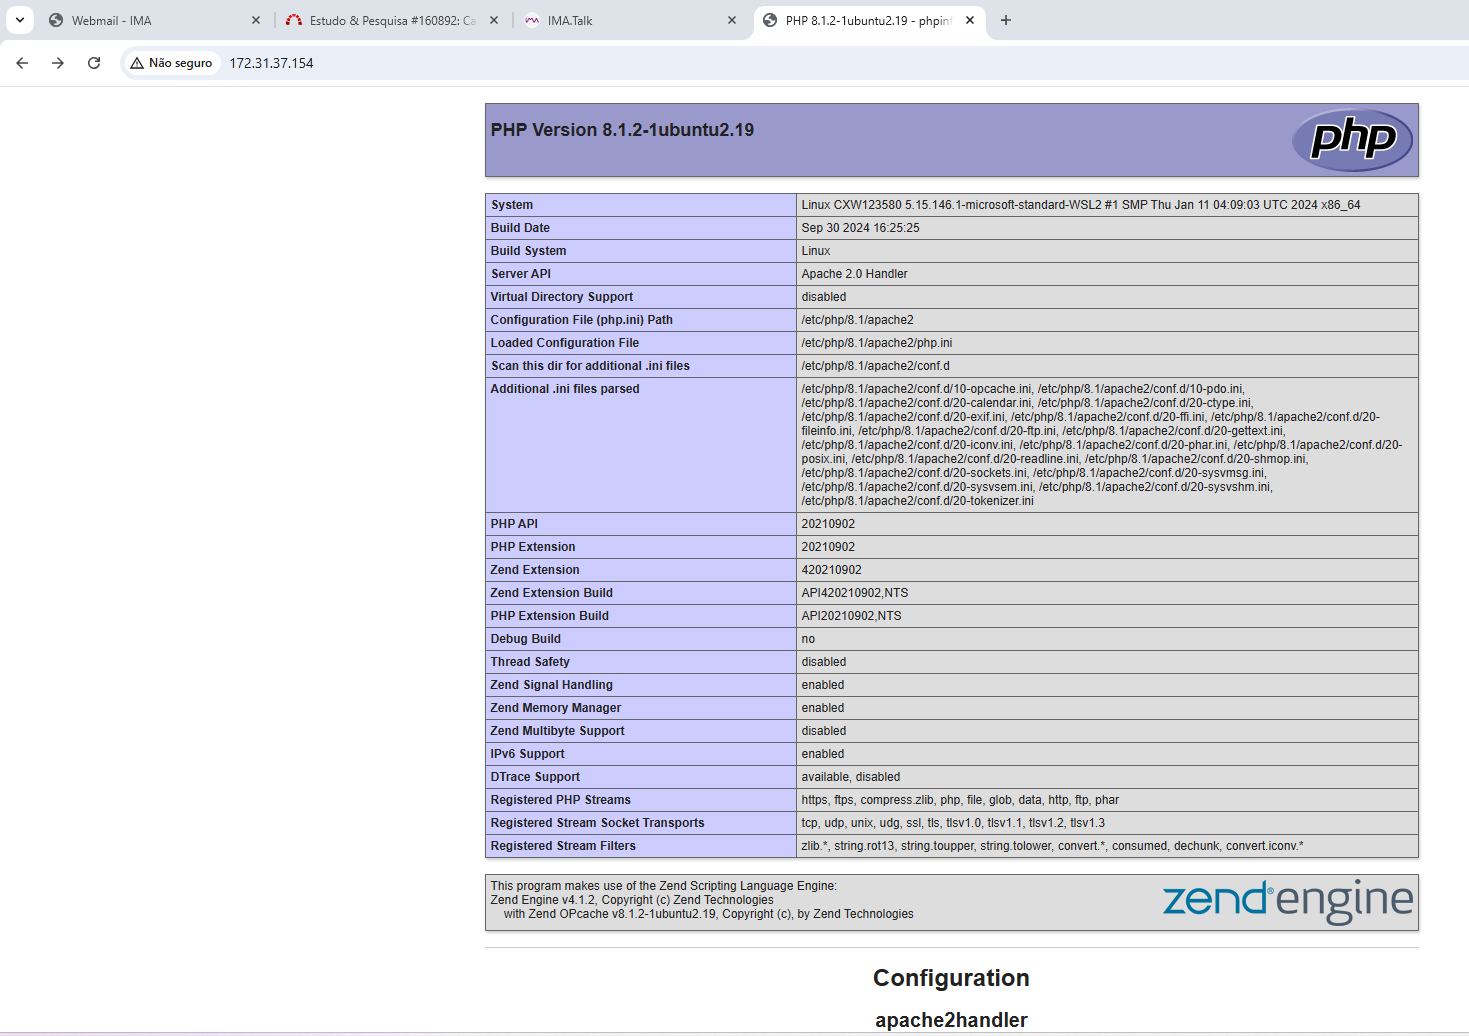 Webmail - IMA
Estudo & Pesquisa #160892: Ca
IMA.Talk
PHP 8.1.2-1ubuntu2.19 - phpinf
Não seguro
172.31.37.154
PHP Version 8.1.2-1ubuntu2.19
php
System Linux CXW123580 5.15.146.1-microsoft-standard-WSL2 #1 SMP Thu Jan 11 04:09:03 UTC 2024 x86_64
Build Date Sep 30 2024 16:25:25
Build System Linux
Server API Apache 2.0 Handler
Virtual Directory Support disabled
Configuration File (php.ini) Path /etc/php/8.1/apache2
Loaded Configuration File /etc/php/8.1/apache2/php.ini
Scan this dir for additional .ini files /etc/php/8.1/apache2/conf.d
Additional .ini files parsed /etc/php/8.1/apache2/conf.d/10-opcache.ini, /etc/php/8.1/apache2/conf.d/10-pdo.ini,
/etc/php/8.1/apache2/conf.d/20-calendar.ini, /etc/php/8.1/apache2/conf.d/20-ctype.ini,
/etc/php/8.1/apache2/conf.d/20-exif.ini, /etc/php/8.1/apache2/conf.d/20-ffi.ini, /etc/php/8.1/apache2/conf.d/20-
fileinfo.ini, /etc/php/8.1/apache2/conf.d/20-ftp.ini, /etc/php/8.1/apache2/conf.d/20-gettext.ini,
/etc/php/8.1/apache2/conf.d/20-iconv.ini, /etc/php/8.1/apache2/conf.d/20-phar.ini, /etc/php/8.1/apache2/conf.d/20-
posix.ini, /etc/php/8.1/apache2/conf.d/20-readline.ini, /etc/php/8.1/apache2/conf.d/20-shmop.ini,
/etc/php/8.1/apache2/conf.d/20-sockets.ini, /etc/php/8.1/apache2/conf.d/20-sysvmsg.ini,
/etc/php/8.1/apache2/conf.d/20-sysvsem.ini, /etc/php/8.1/apache2/conf.d/20-sysvshm.ini,
/etc/php/8.1/apache2/conf.d/20-tokenizer.ini
PHP API 20210902
PHP Extension 20210902
Zend Extension 420210902
Zend Extension Build API420210902,NTS
PHP Extension Build API20210902,NTS
Debug Build no
Thread Safety disabled
Zend Signal Handling enabled
Zend Memory Manager enabled
Zend Multibyte Support disabled
IPv6 Support enabled
DTrace Support available, disabled
Registered PHP Streams https, ftps, compress.zlib, php, file, glob, data, http, ftp, phar
Registered Stream Socket Transports tcp, udp, unix, udg, ssl, tls, tlsv1.0, tlsv1.1, tlsv1.2, tlsv1.3
Registered Stream Filters zlib.*, string.rot13, string.toupper, string.tolower, convert.*, consumed, dechunk, convert.iconv.*
This program makes use of the Zend Scripting Language Engine:
Zend Engine v4.1.2, Copyright (c) Zend Technologies
with Zend OPcache v8.1.2-1ubuntu2.19, Copyright (c), by Zend Technologies
zend® engine
Configuration
apache2handler